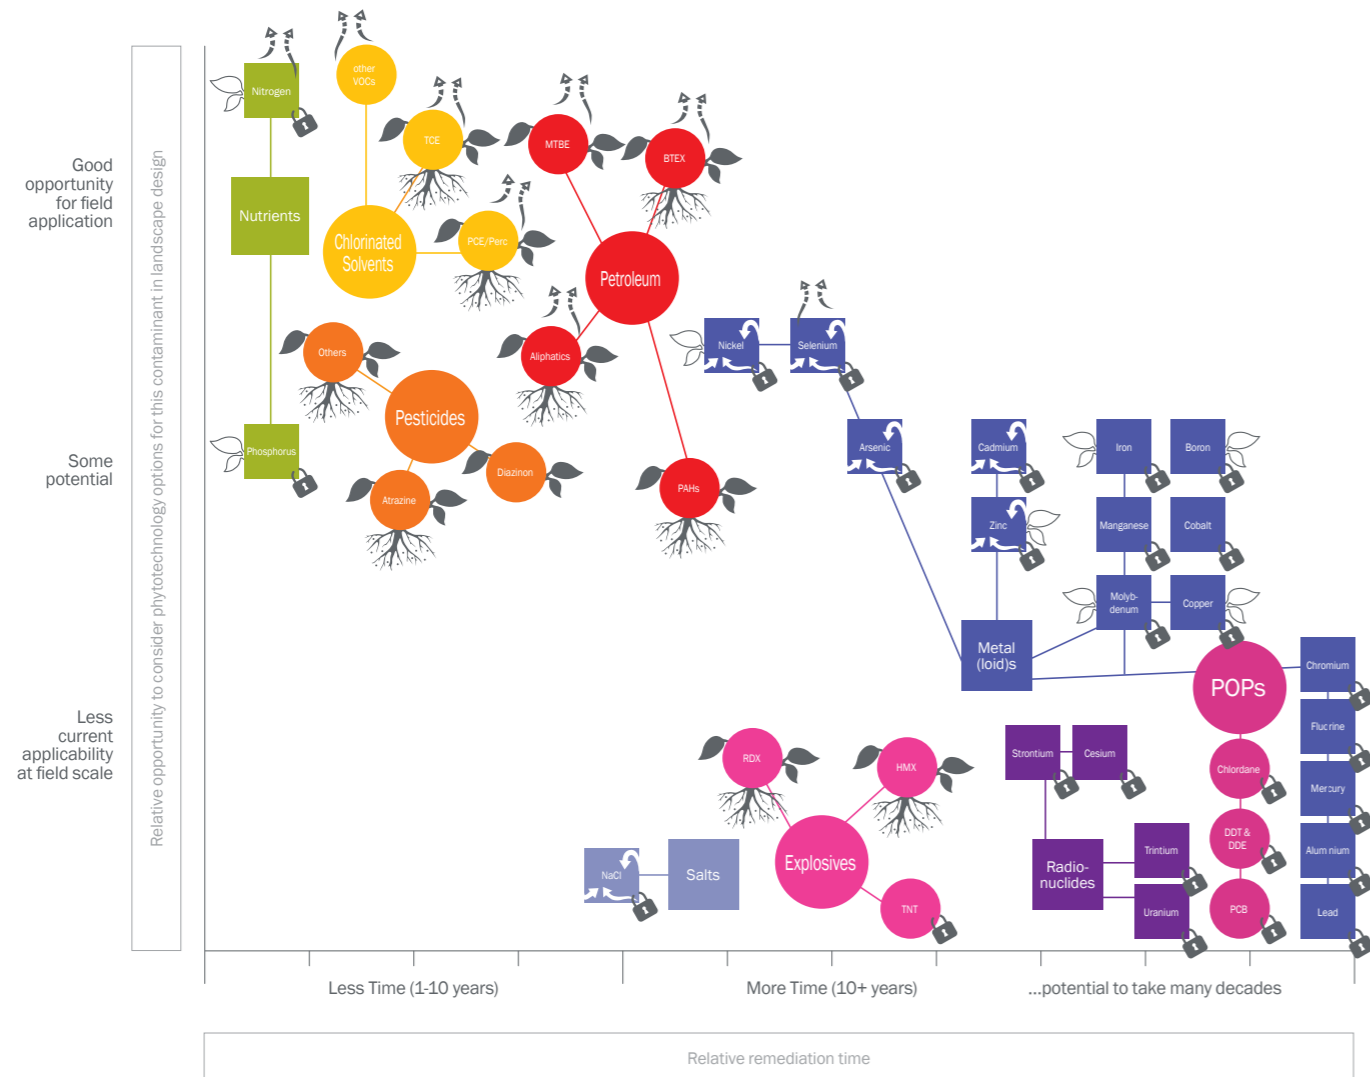 Relative opportunity to consider phytotechnology options for this contaminant in landscape design
Good
opportunity
for field
application
Some
potential
Less
current
applicability
at field scale
Nitrogen
Nutrients
Phosphorus
other
VOCs
TCE
PCE/Perc
Chlorinated
Solvents
MTBE
BTEX
Petroleum
Aliphatics
PAHs
Others
Pesticides
Diazinon
Atrazine
Nickel
Selenium
Arsenic
Cadmium
Zinc
Iron
Boron
Manganese
Cobalt
Molyb-
denum
Copper
Metal
(loid)s
POPs
Chromium
Flucrine
Mercury
Aluminium
Lead
Chlordane
DDT &
DDE
PCB
Strontium
Cesium
Radio-
nuclides
Trintium
Uranium
RDX
HMX
Explosives
TNT
NaCl
Salts
Less Time (1-10 years)
More Time (10+ years)
...potential to take many decades
Relative remediation time